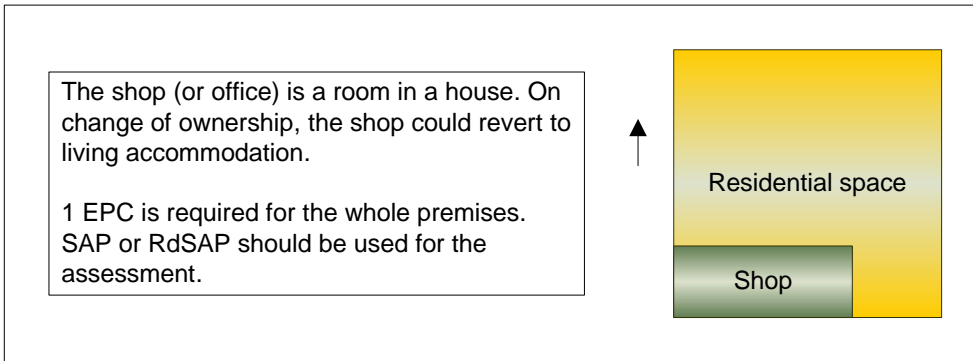 The shop (or office) is a room in a house. On
change of ownership, the shop could revert to
living accommodation.
1 EPC is required for the whole premises.
SAP or RdSAP should be used for the
assessment.
Residential space
Shop